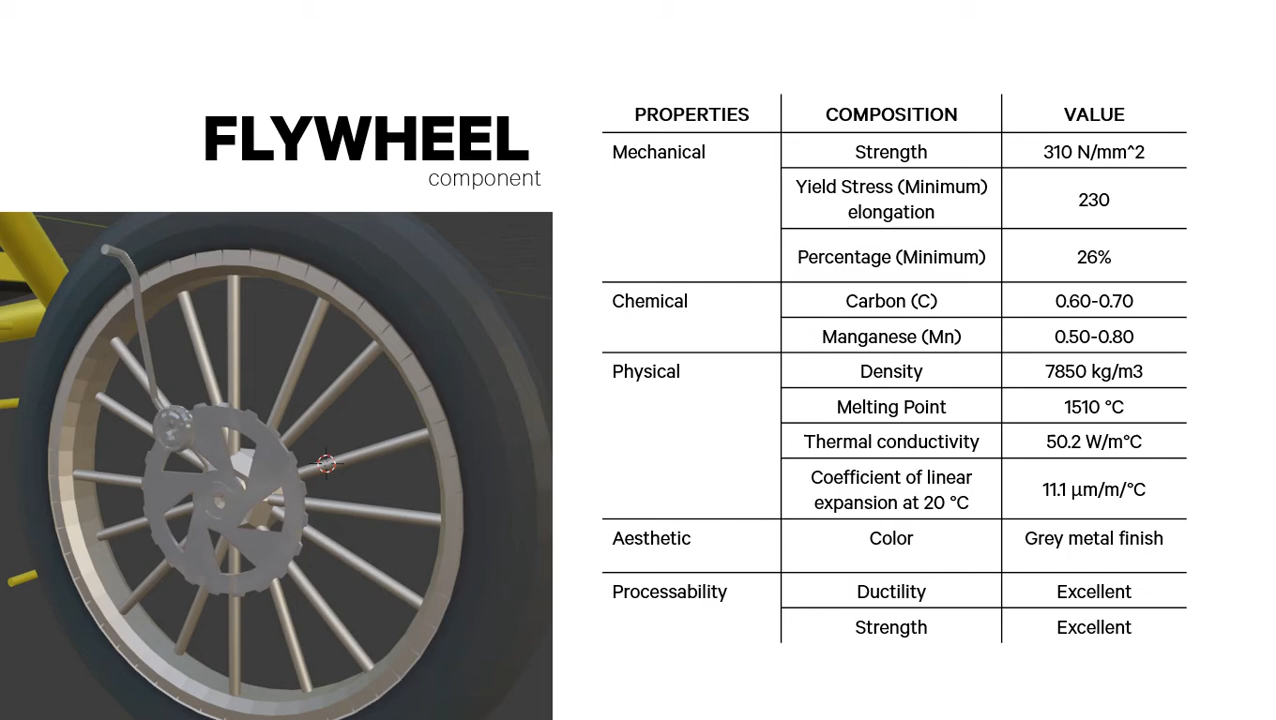 FLYWHEEL
component
PROPERTIES COMPOSITION VALUE
Mechanical Strength 310 N/mm^2
Yield Stress (Minimum)
elongation 230
Percentage (Minimum) 26%
Chemical Carbon (C) 0.60-0.70
Manganese (Mn) 0.50-0.80
Physical Density 7850 kg/m3
Melting Point 1510 °C
Thermal conductivity 50.2 W/m°C
Coefficient of linear
expansion at 20 °C 11.1 µm/m/°C
Aesthetic Color Grey metal finish
Processability Ductility Excellent
Strength Excellent